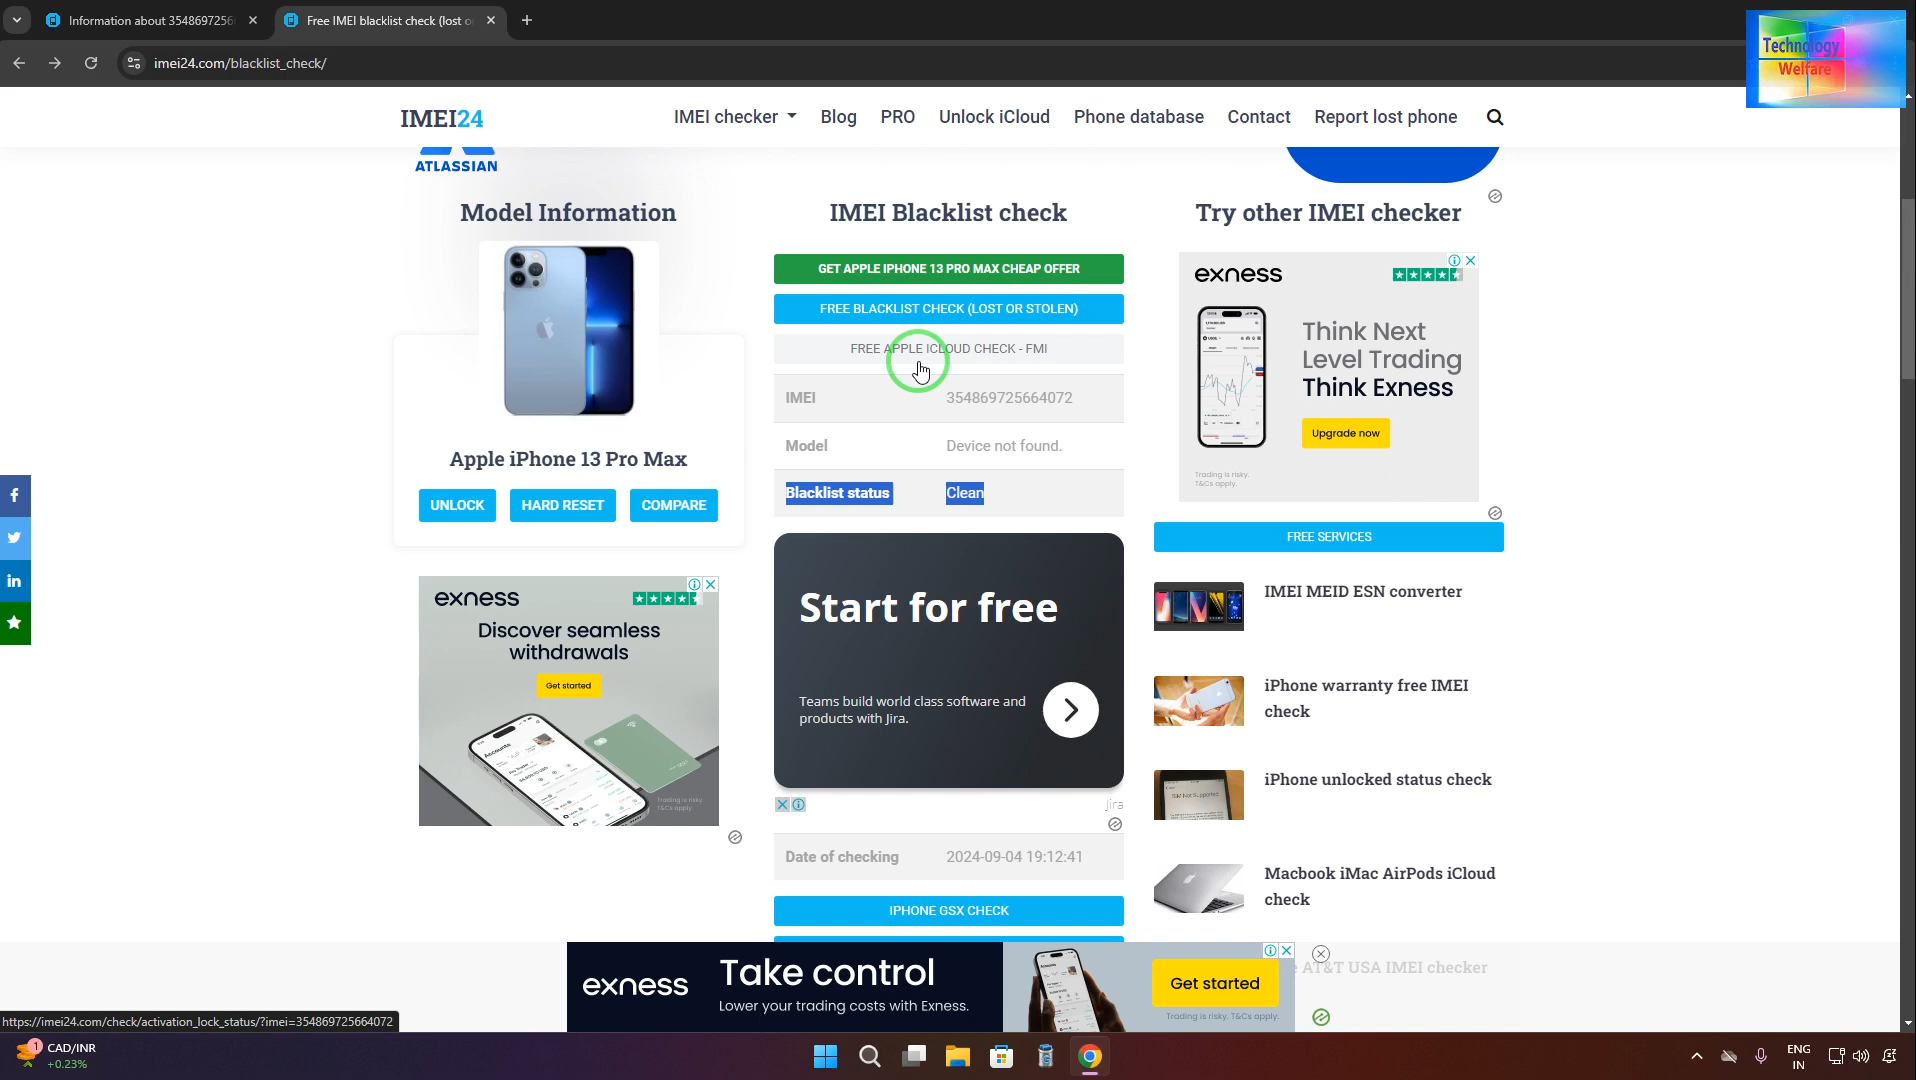 Information about 3548697256
Free IMEI blacklist check (lost o
imei24.com/blacklist_check/
Technology
Welfare
IMEI24
IMEI checker
Blog
PRO
Unlock iCloud
Phone database
Contact
Report lost phone
ATLASSIAN
Model Information
Apple iPhone 13 Pro Max
UNLOCK
HARD RESET
COMPARE
exness
Discover seamless
withdrawals
Get started
Trading is risky.
T&Cs apply.
IMEI Blacklist check
GET APPLE IPHONE 13 PRO MAX CHEAP OFFER
FREE BLACKLIST CHECK (LOST OR STOLEN)
FREE APPLE ICLOUD CHECK - FMI
IMEI 354869725664072
Model Device not found.
Blacklist status Clean
Start for free
Teams build world class software and
products with Jira.
Jira
Date of checking 2024-09-04 19:12:41
IPHONE GSX CHECK
Try other IMEI checker
exness
Think Next
Level Trading
Think Exness
Upgrade now
Trading is risky.
T&Cs apply.
FREE SERVICES
IMEI MEID ESN converter
iPhone warranty free IMEI
check
iPhone unlocked status check
Macbook iMac AirPods iCloud
check
AT&T USA IMEI checker
exness
Take control
Lower your trading costs with Exness.
Get started
Trading is risky. T&Cs apply.
https://imei24.com/check/activation_lock_status/?imei=354869725664072
1
CAD/INR
+0.23%
ENG
IN